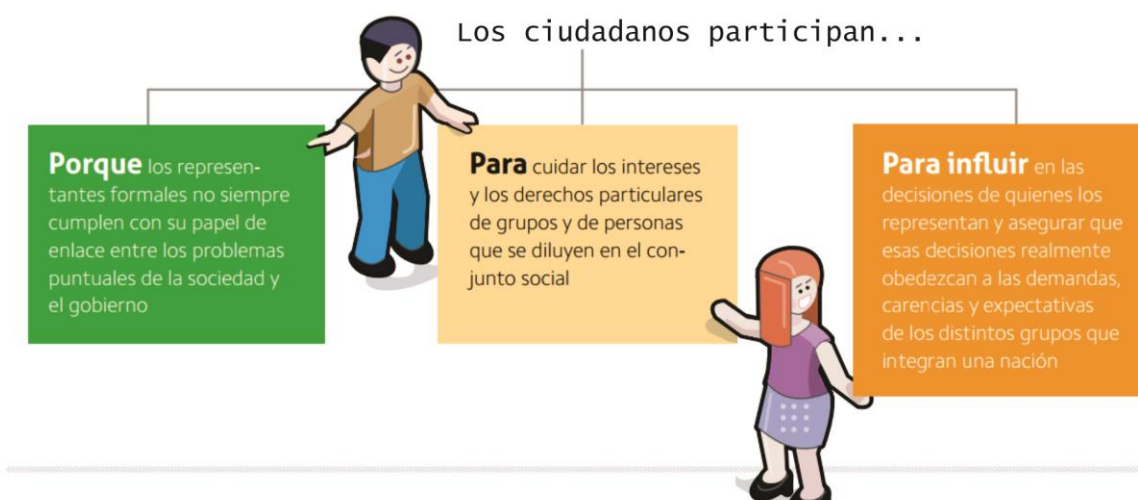 Los ciudadanos participan...
Porque los represen-
tantes formales no siempre
cumplen con su papel de
enlace entre los problemas
puntuales de la sociedad y
el gobierno
Para cuidar los intereses
y los derechos particulares
de grupos y de personas
que se diluyen en el con-
junto social
Para influir en las
decisiones de quienes los
representan y asegurar que
esas decisiones realmente
obedezcan a las demandas,
carencias y expectativas
de los distintos grupos que
integran una nación